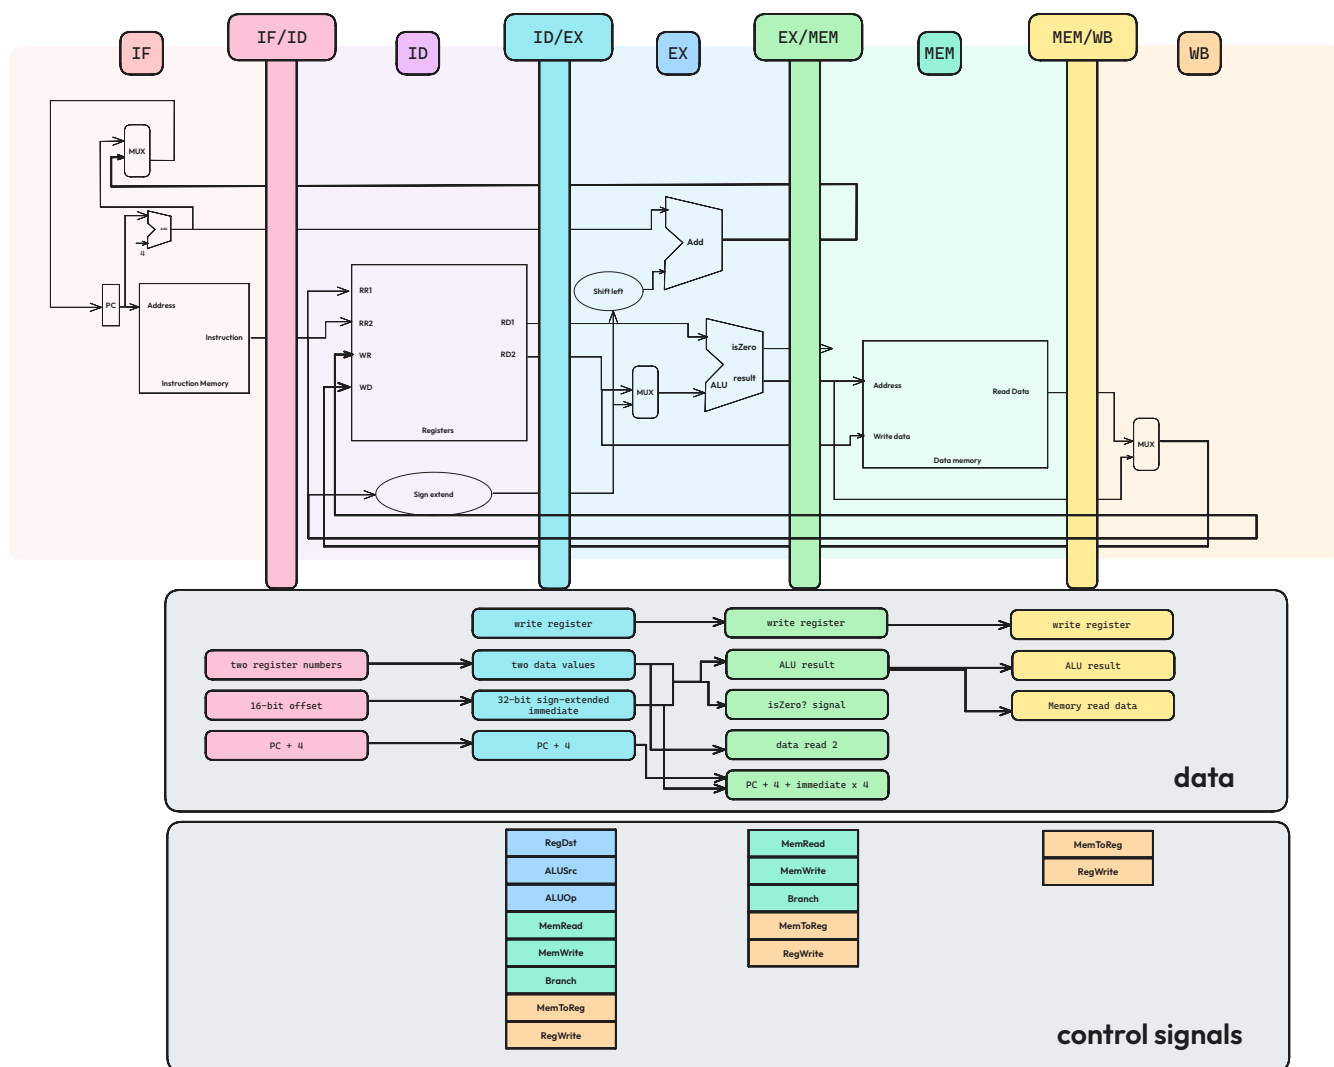 IF
IF/ID
ID
ID/EX
EX
EX/MEM
MEM
MEM/WB
WB
MUX
Add
4
PC
Address
Instruction
Instruction Memory
RR1
RR2
WR
WD
RD1
RD2
Registers
Sign extend
Shift left
Add
MUX
isZero
result
ALU
Address
Read Data
Write data
Data memory
MUX
write register
write register
write register
two register numbers
two data values
ALU result
ALU result
16-bit offset
32-bit sign-extended
immediate
isZero? signal
Memory read data
PC + 4
PC + 4
data read 2
PC + 4 + immediate x 4
data
RegDst
ALUSrc
ALUOp
MemRead
MemWrite
Branch
MemToReg
RegWrite
MemRead
MemWrite
Branch
MemToReg
RegWrite
MemToReg
RegWrite
control signals